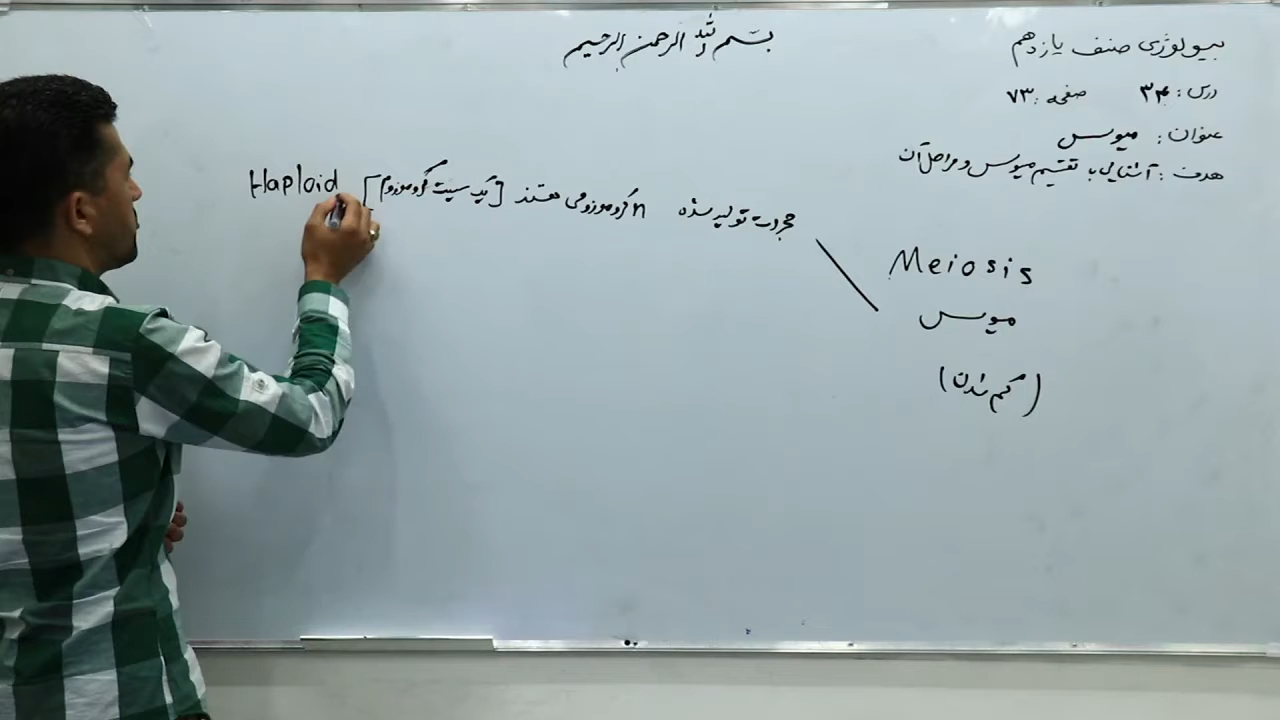 بسم الله الرحمن الرحیم
بیولوژی صنف یازدهم
درس: ۳۴ صفحه: ۷۳
عنوان: میوسس
هدف: آشنایی با تقسیم میوسس و مراحل آن
حجرات تولید شده n کروموزومی هستند [یک سیت کروموزوم] Haploid
Meiosis
میوسس
(کم شدن)